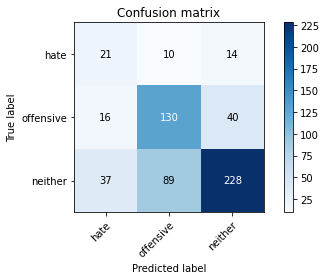 Confusion matrix
True label
hate
offensive
neither
21 10 14
16 130 40
37 89 228
hate
offensive
neither
Predicted label
225
200
175
150
125
100
75
50
25